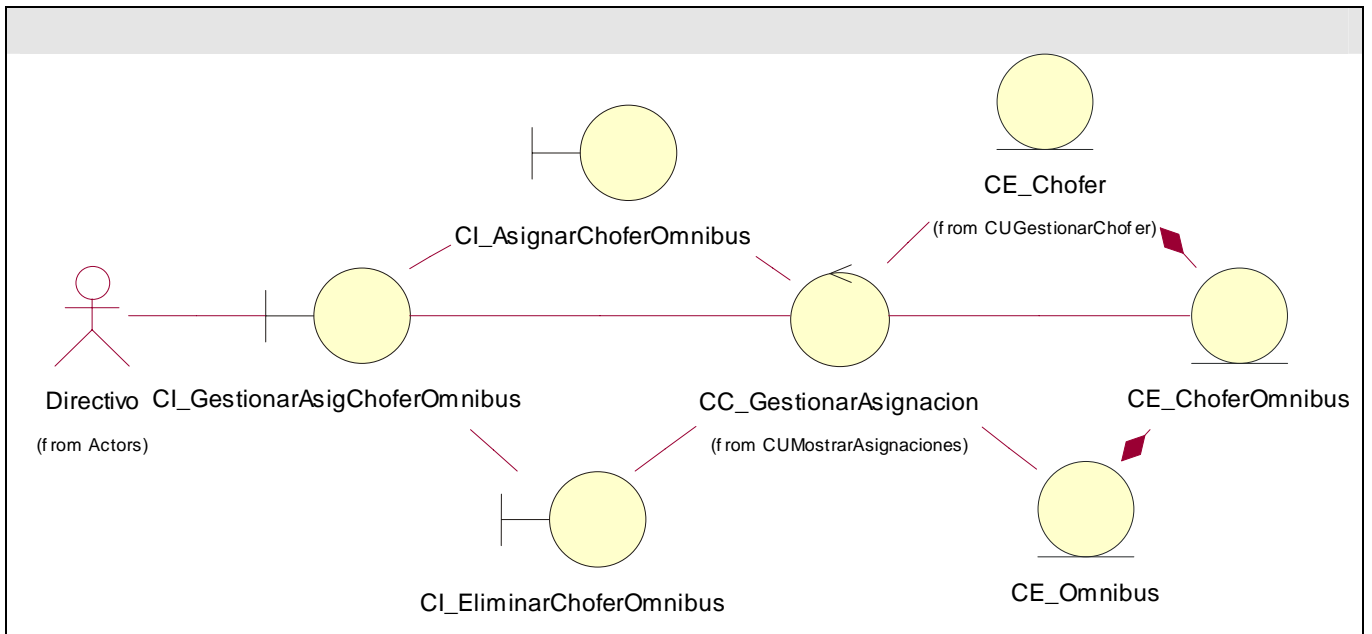 CE_Chofer
(from CUGestionarChofer)
CI_AsignarChoferOmnibus
Directivo
(from Actors)
CI_GestionarAsigChoferOmnibus
CC_GestionarAsignacion
(from CUMostrarAsignaciones)
CE_ChoferOmnibus
CI_EliminarChoferOmnibus
CE_Omnibus